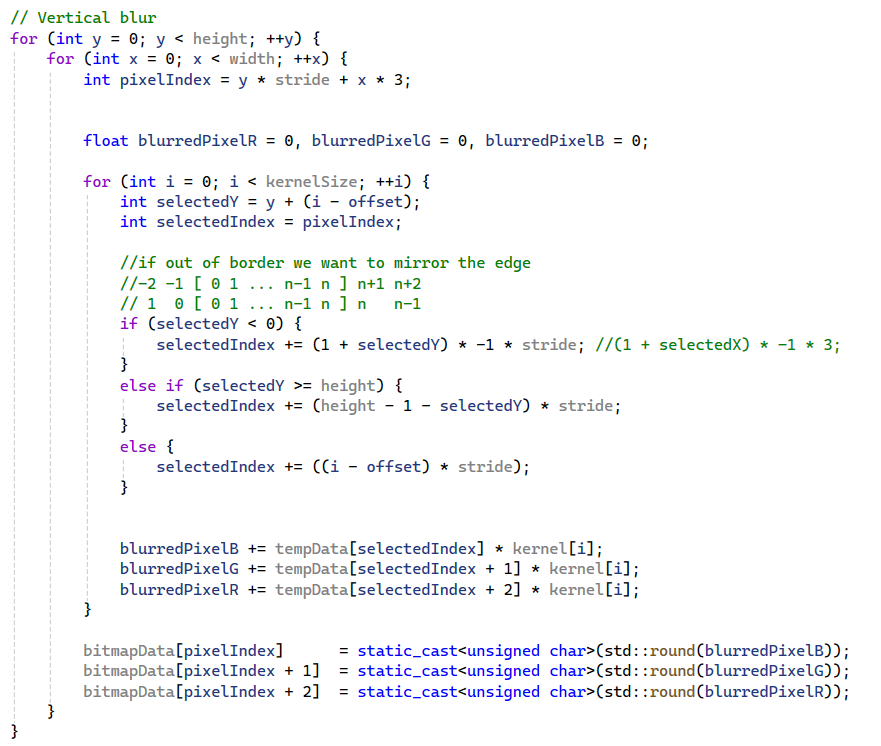 // Vertical blur
for (int y = 0; y < height; ++y) {
    for (int x = 0; x < width; ++x) {
        int pixelIndex = y * stride + x * 3;
        float blurredPixelR = 0, blurredPixelG = 0, blurredPixelB = 0;
        for (int i = 0; i < kernelSize; ++i) {
            int selectedY = y + (i - offset);
            int selectedIndex = pixelIndex;
            //if out of border we want to mirror the edge
            //-2 -1 [ 0 1 ... n-1 n ] n+1 n+2
            // 1  0 [ 0 1 ... n-1 n ] n   n-1
            if (selectedY < 0) {
                selectedIndex += (1 + selectedY) * -1 * stride; //(1 + selectedX) * -1 * 3;
            }
            else if (selectedY >= height) {
                selectedIndex += (height - 1 - selectedY) * stride;
            }
            else {
                selectedIndex += ((i - offset) * stride);
            }
            blurredPixelB += tempData[selectedIndex] * kernel[i];
            blurredPixelG += tempData[selectedIndex + 1] * kernel[i];
            blurredPixelR += tempData[selectedIndex + 2] * kernel[i];
        }
        bitmapData[pixelIndex]      = static_cast<unsigned char>(std::round(blurredPixelB));
        bitmapData[pixelIndex + 1]  = static_cast<unsigned char>(std::round(blurredPixelG));
        bitmapData[pixelIndex + 2]  = static_cast<unsigned char>(std::round(blurredPixelR));
    }
}